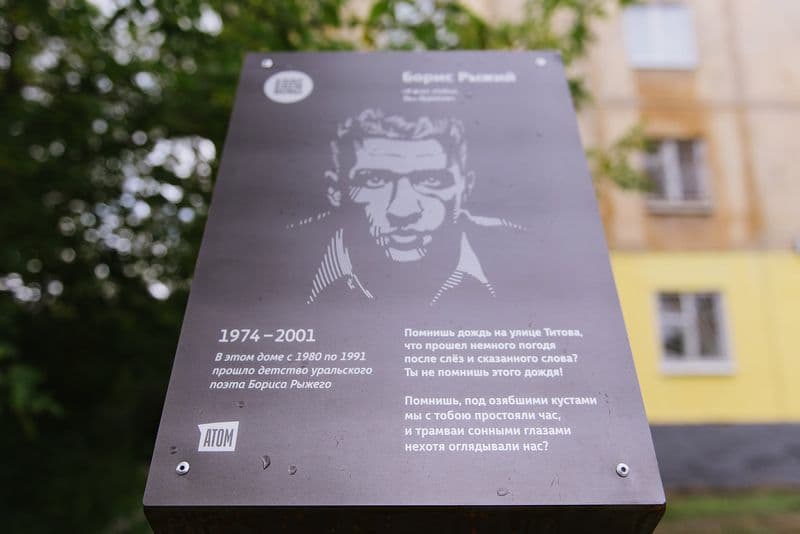 Борис Рыжий
1974–2001
В этом доме с 1980 по 1991
прошло детство уральского
поэта Бориса Рыжего
АТОМ
Помнишь дождь на улице Титова,
что прошел немного погодя
после слёз и сказанного слова?
Ты не помнишь этого дождя!
Помнишь, под озябшими кустами
мы с тобою простояли час,
и трамваи сонными глазами
нехотя оглядывали нас?